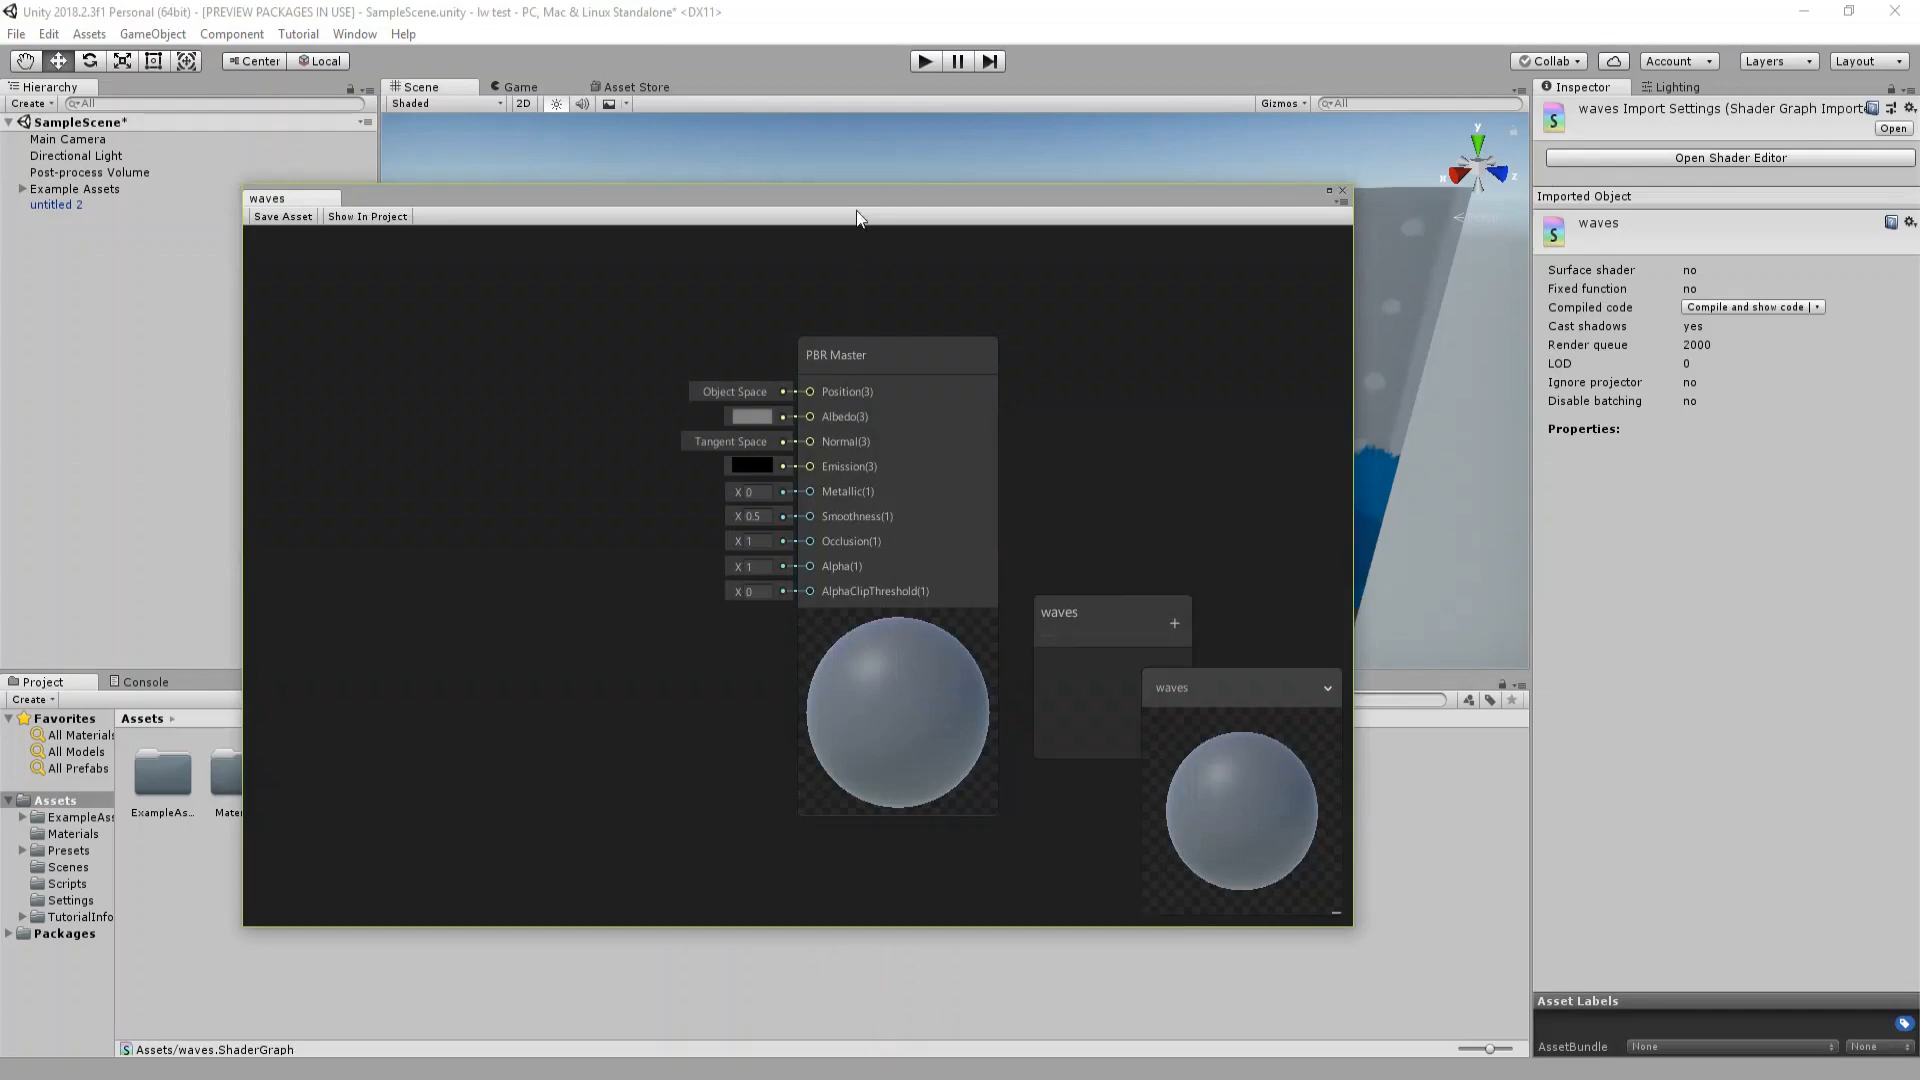 Unity 2018.2.3f1 Personal (64bit) - [PREVIEW PACKAGES IN USE] - SampleScene.unity - lw test - PC, Mac & Linux Standalone* <DX11>
File Edit Assets GameObject Component Tutorial Window Help
Center Local
Collab Account Layers Layout
Hierarchy
Create All
SampleScene*
Main Camera
Directional Light
Post-process Volume
Example Assets
untitled 2
Scene Game Asset Store
Shaded 2D Gizmos All
y
x
z
Inspector Lighting
waves Import Settings (Shader Graph Importe
Open
Open Shader Editor
Imported Object
waves
Surface shader no
Fixed function no
Compiled code Compile and show code
Cast shadows yes
Render queue 2000
LOD 0
Ignore projector no
Disable batching no
Properties:
waves
Save Asset Show In Project
PBR Master
Object Space Position(3)
Albedo(3)
Tangent Space Normal(3)
Emission(3)
X 0 Metallic(1)
X 0.5 Smoothness(1)
X 1 Occlusion(1)
X 1 Alpha(1)
X 0 AlphaClipThreshold(1)
waves
+
waves
Project Console
Create
Favorites
All Materials
All Models
All Prefabs
Assets
ExampleAss
Materials
Presets
Scenes
Scripts
Settings
TutorialInfo
Packages
Assets
ExampleAs...
Mate
Assets/waves.ShaderGraph
Asset Labels
AssetBundle None None